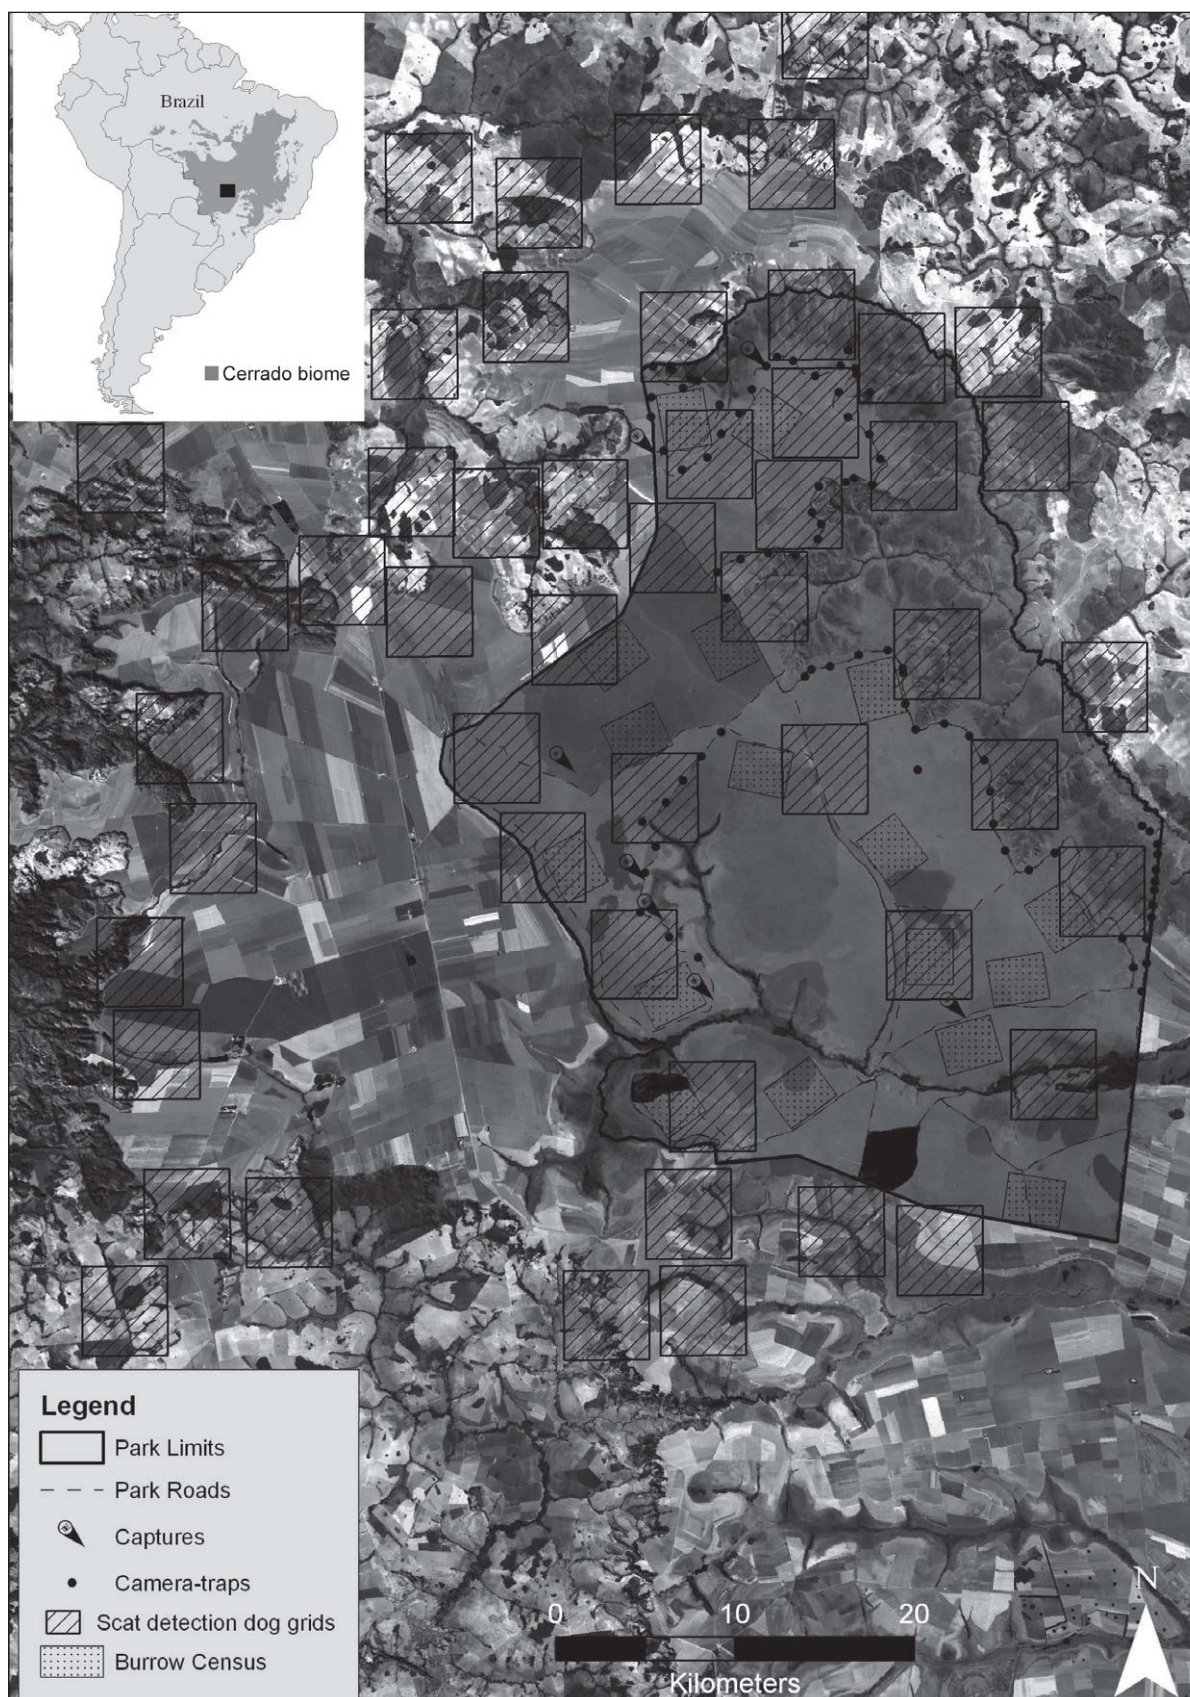 Brazil
Cerrado biome
Legend
Park Limits
Park Roads
Captures
Camera-traps
Scat detection dog grids
Burrow Census
0 10 20
Kilometers
N